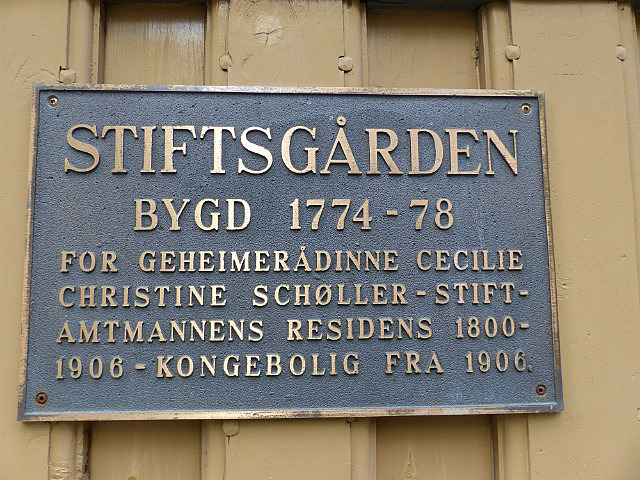 STIFTSGÅRDEN
BYGD 1774-78
FOR GEHEIMERÅDINNE CECILIE
CHRISTINE SCHØLLER-STIFT-
AMTMANNENS RESIDENS 1800-
1906-KONGEBOLIG FRA 1906.